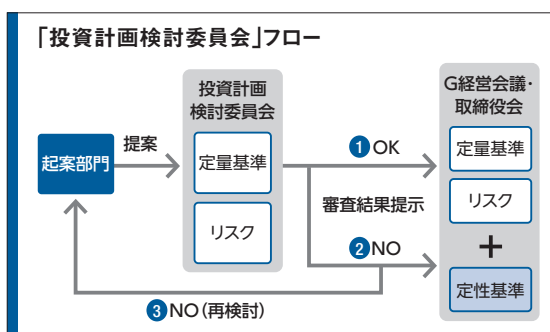 「投資計画検討委員会」フロー
投資計画
検討委員会
G経営会議・
取締役会
起案部門
提案
定量基準
リスク
1 OK
審査結果提示
2 NO
3 NO（再検討）
定量基準
リスク
+
定性基準